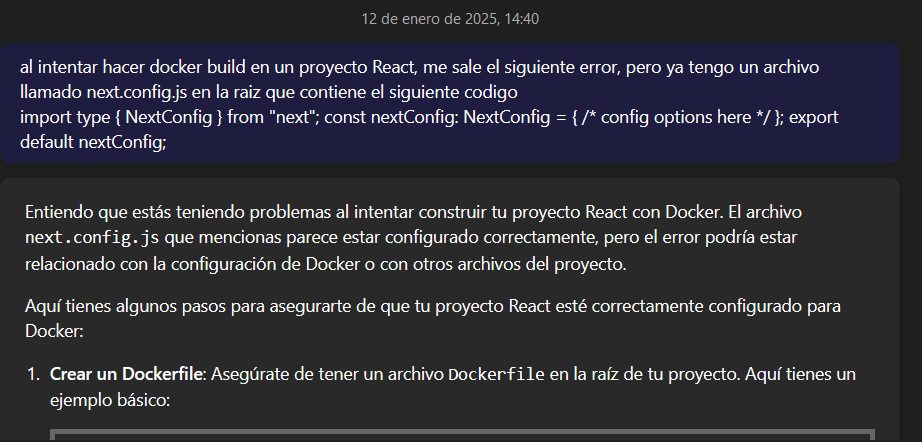 12 de enero de 2025, 14:40
al intentar hacer docker build en un proyecto React, me sale el siguiente error, pero ya tengo un archivo
llamado next.config.js en la raiz que contiene el siguiente codigo
import type { NextConfig } from "next"; const nextConfig: NextConfig = { /* config options here */ }; export
default nextConfig;
Entiendo que estás teniendo problemas al intentar construir tu proyecto React con Docker. El archivo
next.config.js que mencionas parece estar configurado correctamente, pero el error podría estar
relacionado con la configuración de Docker o con otros archivos del proyecto.
Aquí tienes algunos pasos para asegurarte de que tu proyecto React esté correctamente configurado para
Docker:
1. Crear un Dockerfile: Asegúrate de tener un archivo Dockerfile en la raíz de tu proyecto. Aquí tienes un
ejemplo básico: